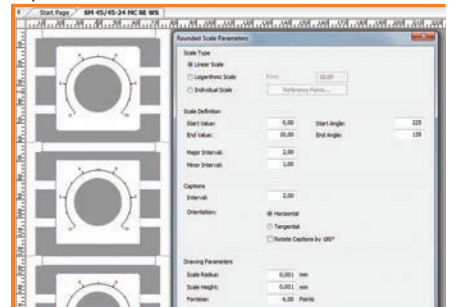 Start Page SM 45/45-24 MC NE WS
Rounded Scale Parameters
Scale Type
Linear Scale
Logarithmic Scale 10,00
Individual Scale Reference Points...
Scale Definition
Start Value: 0,00 Start Angle: 225
End Value: 10,00 End Angle: 135
Major Interval: 2,00
Minor Interval: 1,00
Captions
Interval: 2,00
Orientation: Horizontal
Tangential
Rotate Captions by 180°
Drawing Parameters
Scale Radius: 0,001 mm
Scale Height: 0,001 mm
Fontsize: 6,00 Points